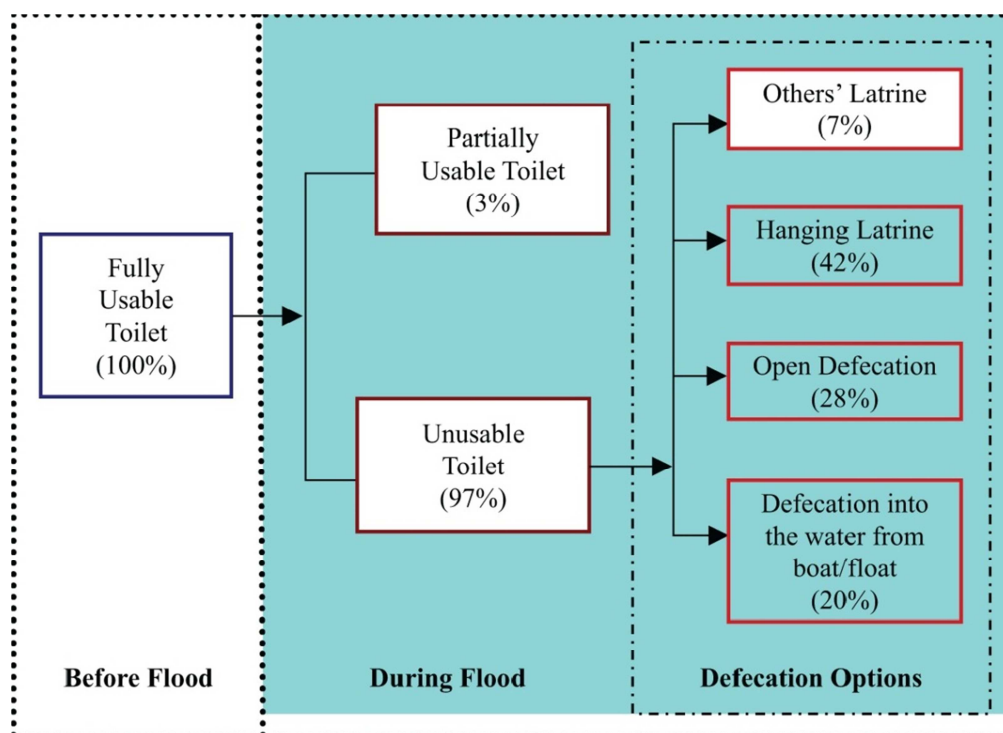 Fully
Usable
Toilet
(100%)
Partially
Usable Toilet
(3%)
Unusable
Toilet
(97%)
Others’ Latrine
(7%)
Hanging Latrine
(42%)
Open Defecation
(28%)
Defecation into
the water from
boat/float
(20%)
Before Flood
During Flood
Defecation Options